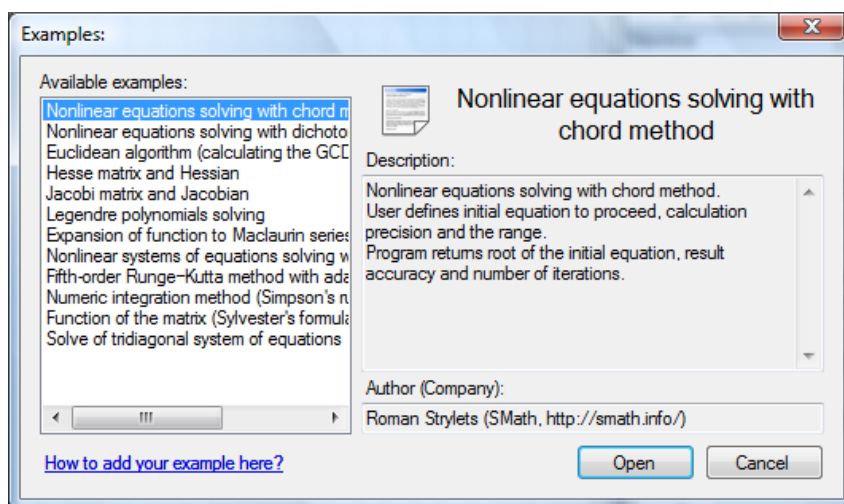 Examples:
Available examples:
Nonlinear equations solving with chord
Nonlinear equations solving with dichoto
Euclidean algorithm (calculating the GCD
Hesse matrix and Hessian
Jacobi matrix and Jacobian
Legendre polynomials solving
Expansion of function to Maclaurin series
Nonlinear systems of equations solving w
Fifth-order Runge-Kutta method with ada
Numeric integration method (Simpson's ru
Function of the matrix (Sylvester's formula
Solve of tridiagonal system of equations
How to add your example here?
Nonlinear equations solving with
chord method
Description:
Nonlinear equations solving with chord method.
User defines initial equation to proceed, calculation
precision and the range.
Program returns root of the initial equation, result
accuracy and number of iterations.
Author (Company):
Roman Strylets (SMath, http://smath.info/)
Open
Cancel